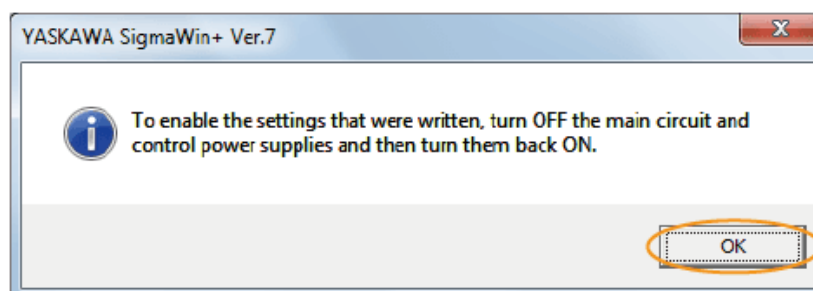 YASKAWA SigmaWin+ Ver.7
To enable the settings that were written, turn OFF the main circuit and
control power supplies and then turn them back ON.
OK